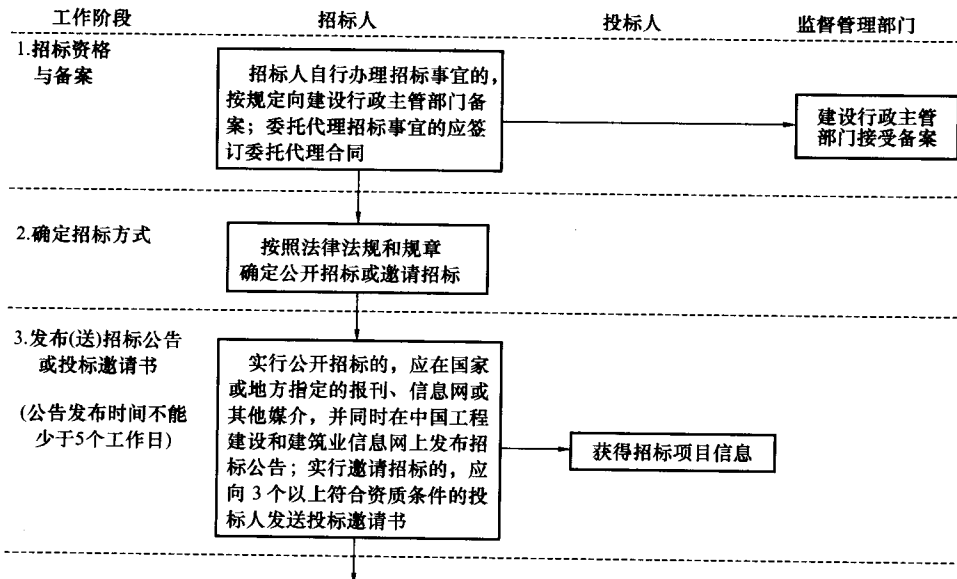 工作阶段 招标人 投标人 监督管理部门
1.招标资格
与备案
招标人自行办理招标事宜的，
按规定向建设行政主管部门备
案；委托代理招标事宜的应签
订委托代理合同
建设行政主管
部门接受备案
2.确定招标方式
按照法律法规和规章
确定公开招标或邀请招标
3.发布(送)招标公告
或投标邀请书
(公告发布时间不能
少于5个工作日)
实行公开招标的，应在国家
或地方指定的报刊、信息网或
其他媒介，并同时在中国工程
建设和建筑业信息网上发布招
标公告；实行邀请招标的，应
向3个以上符合资质条件的投
标人发送投标邀请书
获得招标项目信息